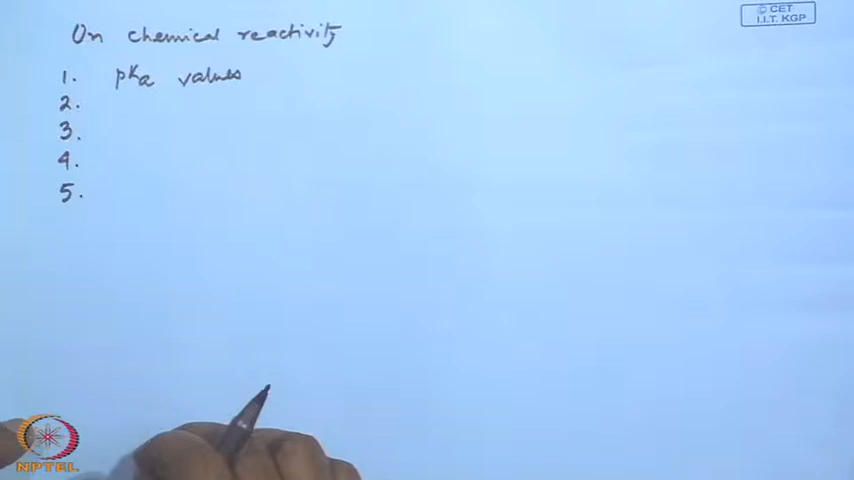 © CET
I.I.T. KGP
On chemical reactivity
1. pKa values
2.
3.
4.
5.
NPTEL